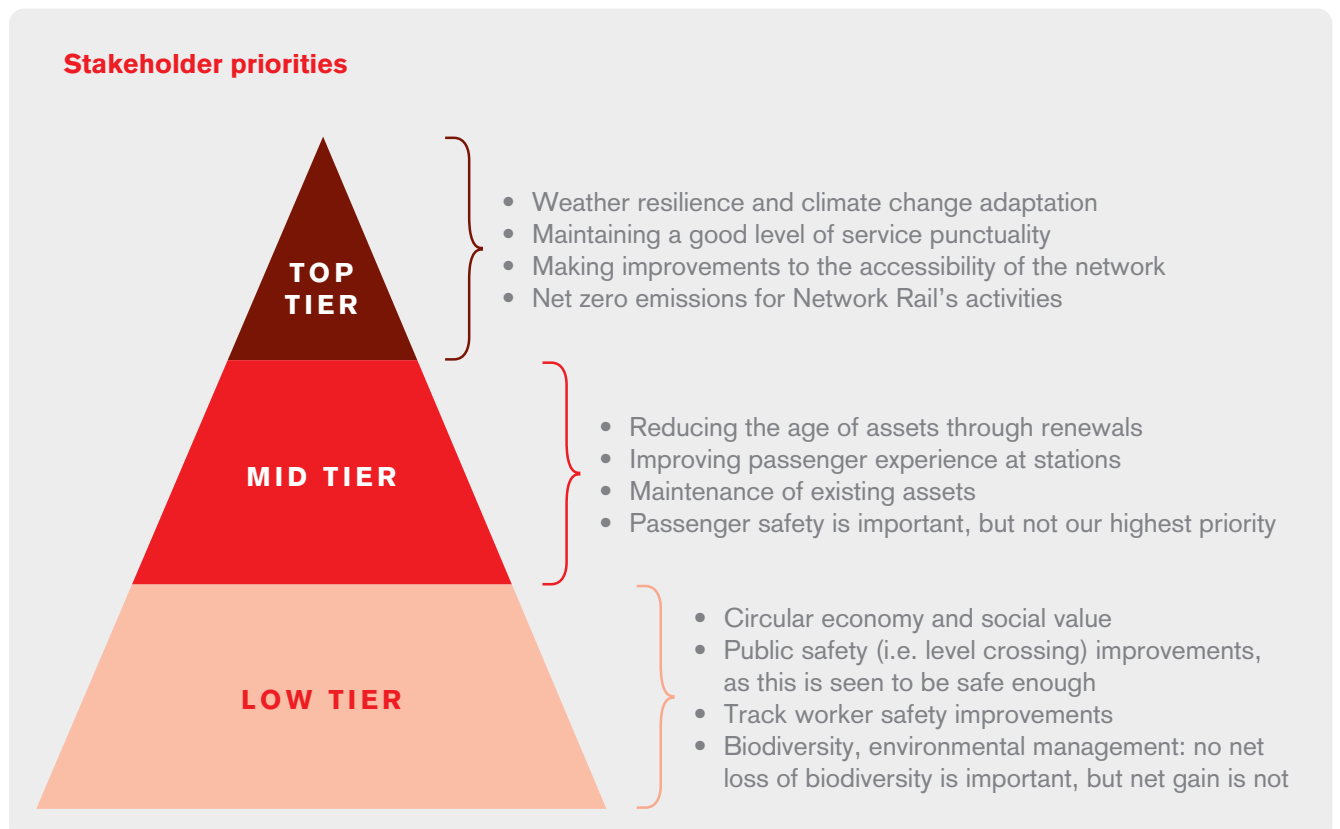 Stakeholder priorities
TOP
TIER
• Weather resilience and climate change adaptation
• Maintaining a good level of service punctuality
• Making improvements to the accessibility of the network
• Net zero emissions for Network Rail’s activities
MID TIER
• Reducing the age of assets through renewals
• Improving passenger experience at stations
• Maintenance of existing assets
• Passenger safety is important, but not our highest priority
LOW TIER
• Circular economy and social value
• Public safety (i.e. level crossing) improvements,
as this is seen to be safe enough
• Track worker safety improvements
• Biodiversity, environmental management: no net
loss of biodiversity is important, but net gain is not